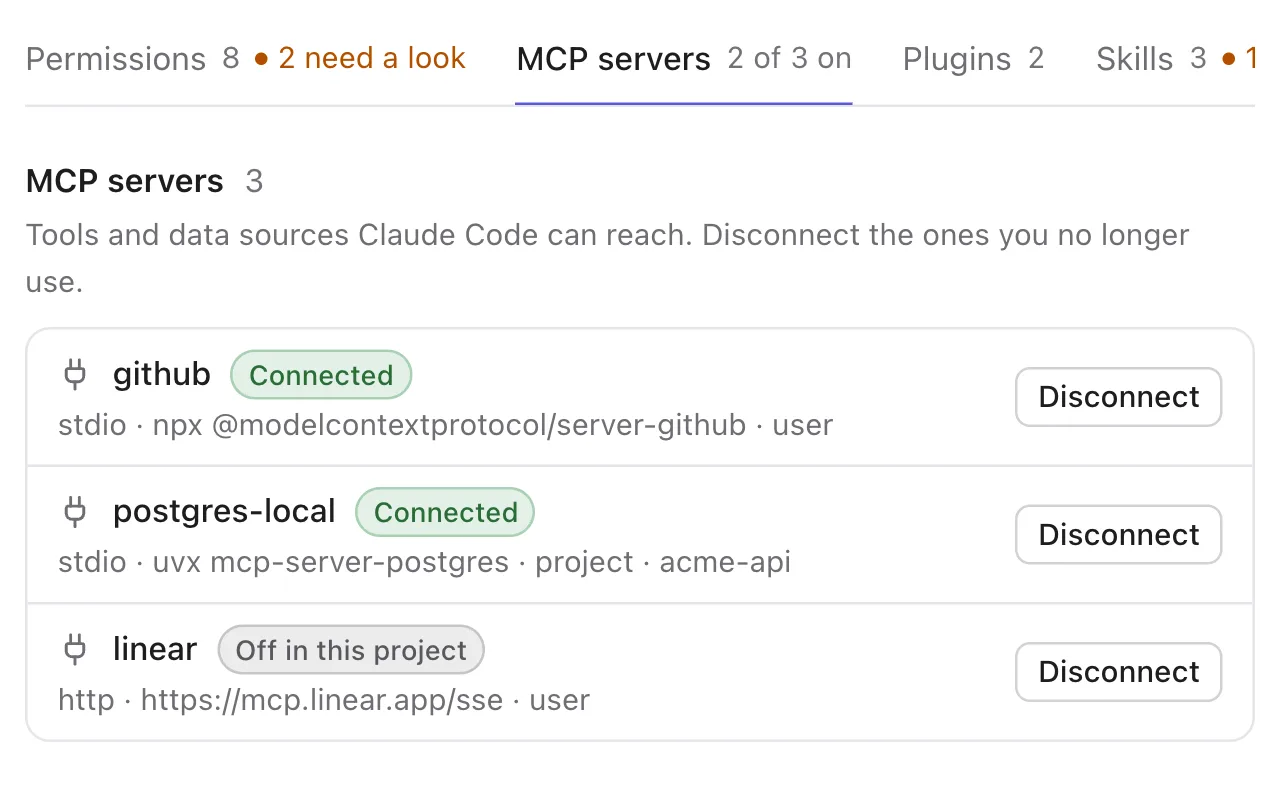 Permissions 8 • 2 need a look MCP servers 2 of 3 on Plugins 2 Skills 3 • 1
MCP servers 3
Tools and data sources Claude Code can reach. Disconnect the ones you no longer
use.
github Connected Disconnect
stdio · npx @modelcontextprotocol/server-github · user
postgres-local Connected Disconnect
stdio · uvx mcp-server-postgres · project · acme-api
linear Off in this project Disconnect
http · https://mcp.linear.app/sse · user